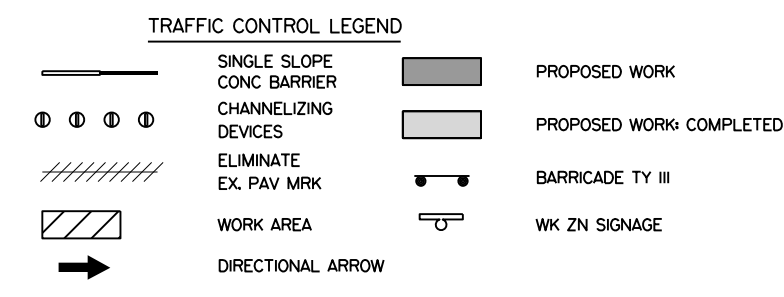 TRAFFIC CONTROL LEGEND
SINGLE SLOPE
CONC BARRIER
CHANNELIZING
DEVICES
ELIMINATE
EX. PAV MRK
WORK AREA
DIRECTIONAL ARROW
PROPOSED WORK
PROPOSED WORK: COMPLETED
BARRICADE TY III
WK ZN SIGNAGE